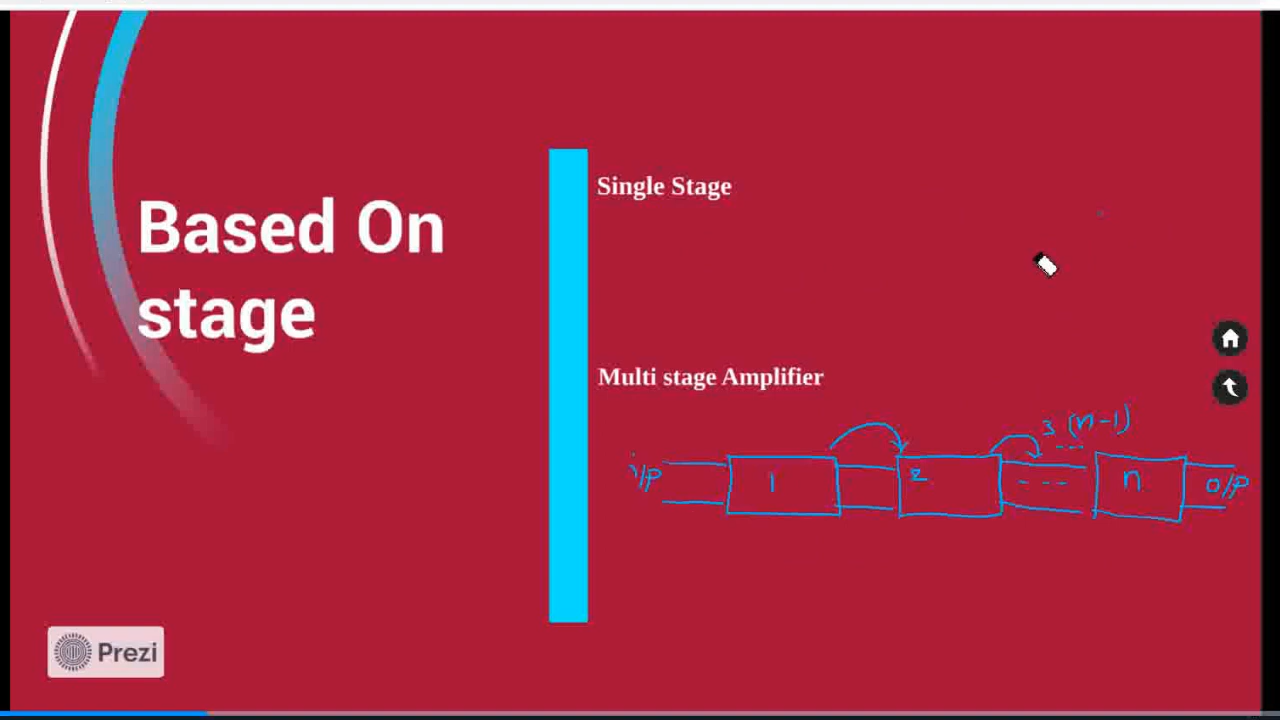 Based On
stage
Single Stage
Multi stage Amplifier
3 (n-1)
i/p
1
2
n
o/p
Prezi